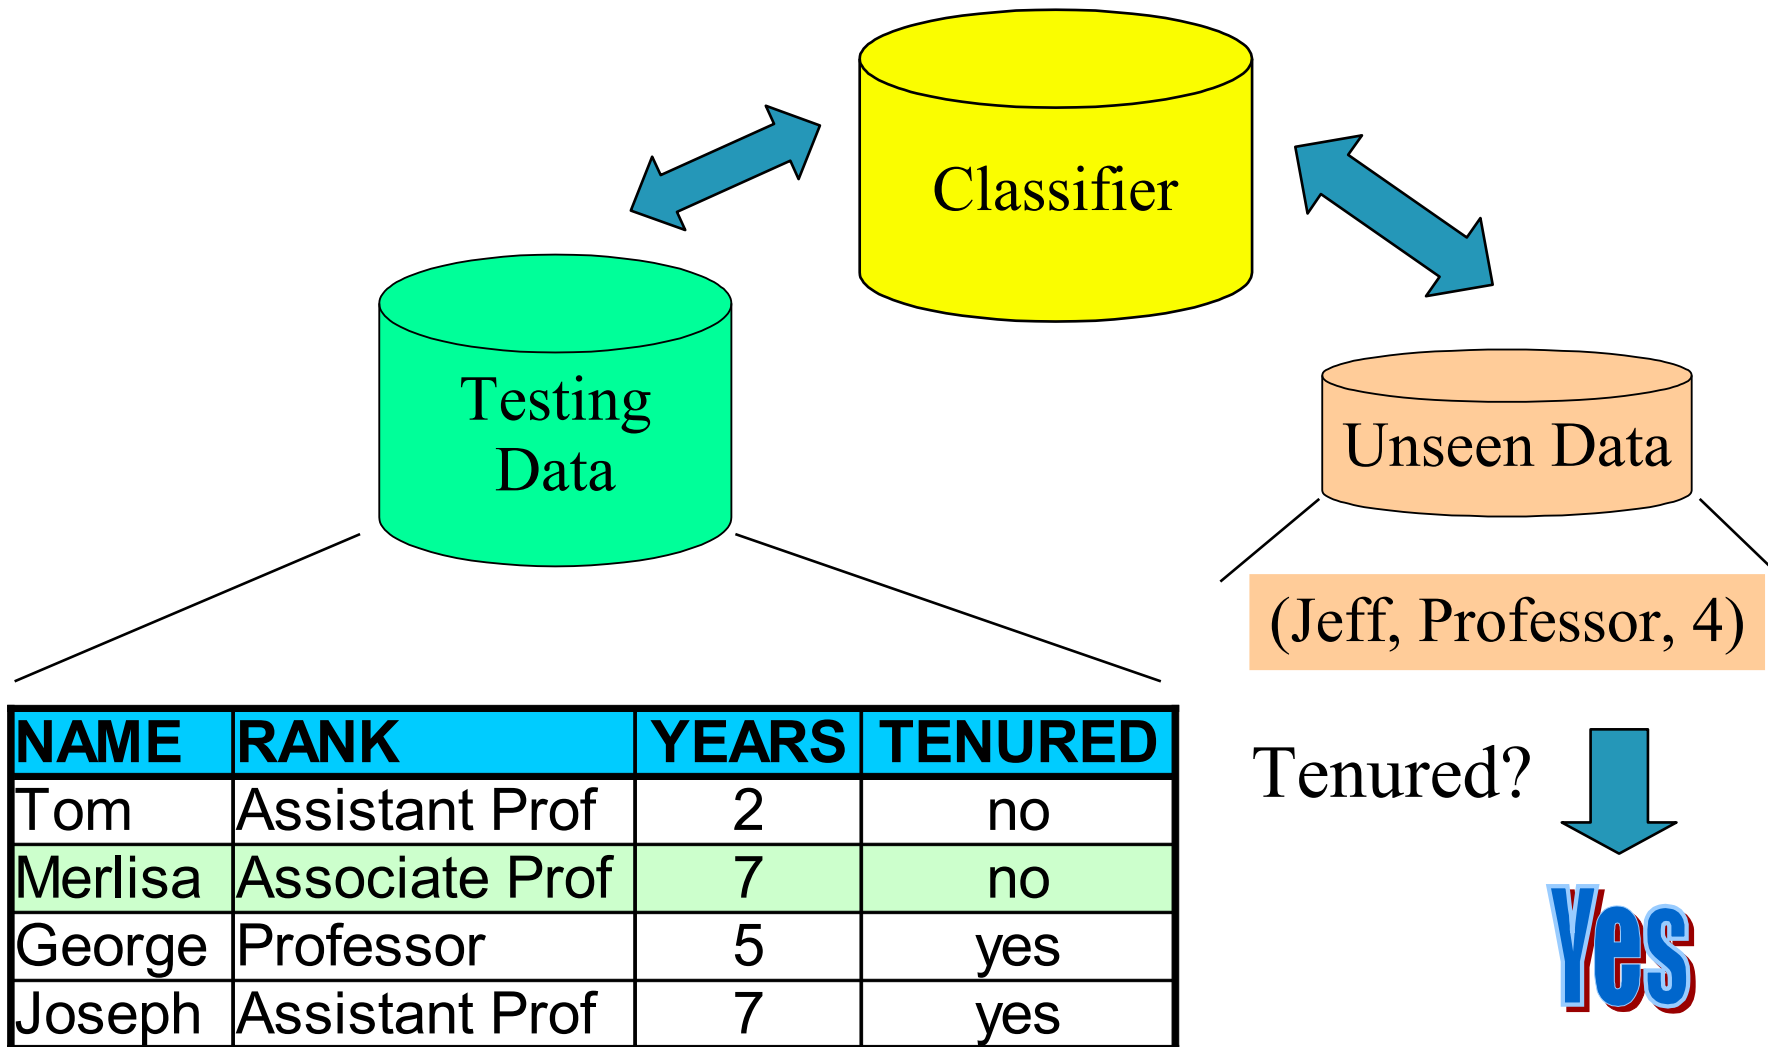 Classifier
Testing
Data
Unseen Data
(Jeff, Professor, 4)
NAME RANK YEARS TENURED
Tom Assistant Prof 2 no
Merlisa Associate Prof 7 no
George Professor 5 yes
Joseph Assistant Prof 7 yes
Tenured?
Yes